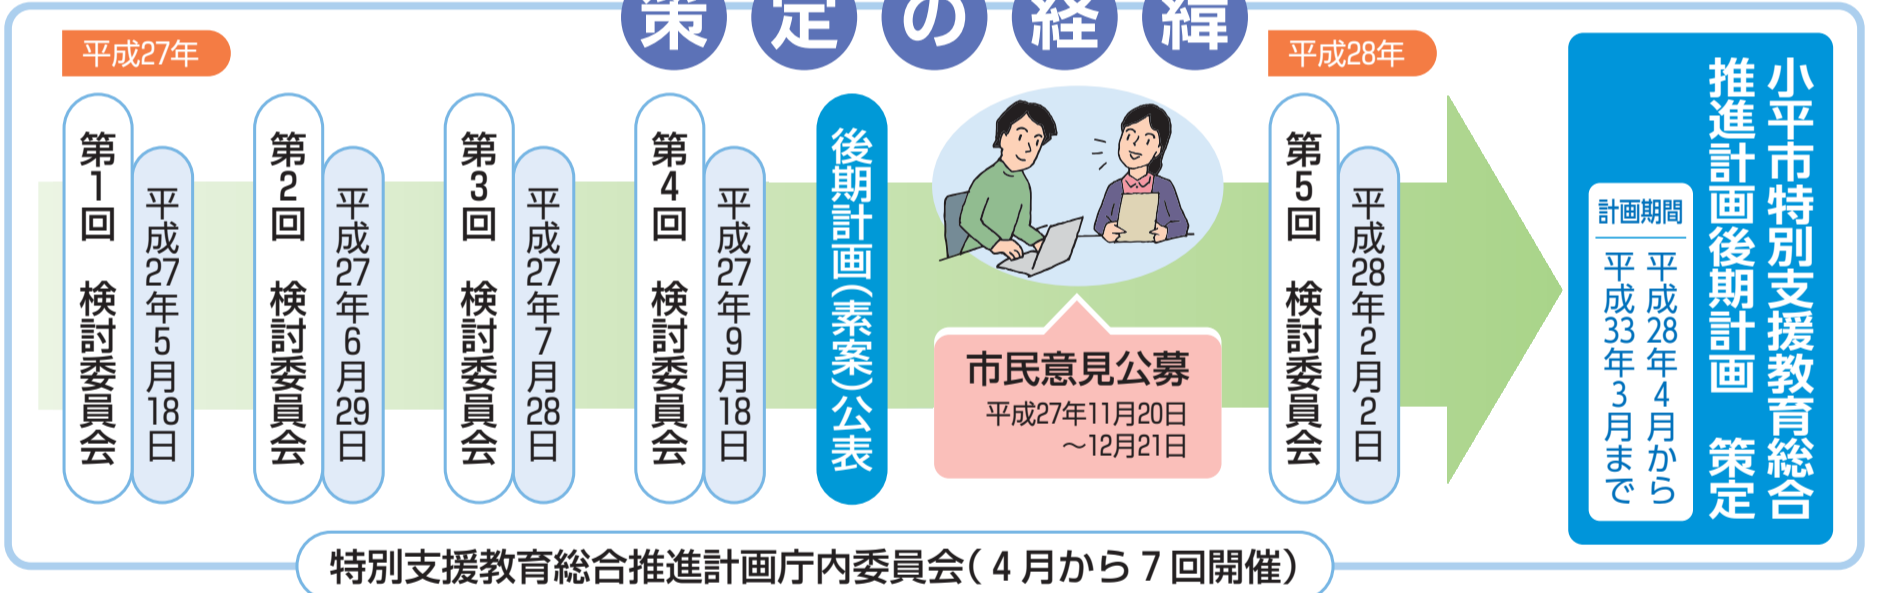 策定の経緯
平成27年
第1回 検討委員会
平成27年5月18日
第2回 検討委員会
平成27年6月29日
第3回 検討委員会
平成27年7月28日
第4回 検討委員会
平成27年9月18日
後期計画(素案)公表
市民意見公募
平成27年11月20日
～12月21日
平成28年
第5回 検討委員会
平成28年2月2日
小平市特別支援教育総合
推進計画後期計画 策定
計画期間
平成28年4月から
平成33年3月まで
特別支援教育総合推進計画庁内委員会(4月から7回開催)